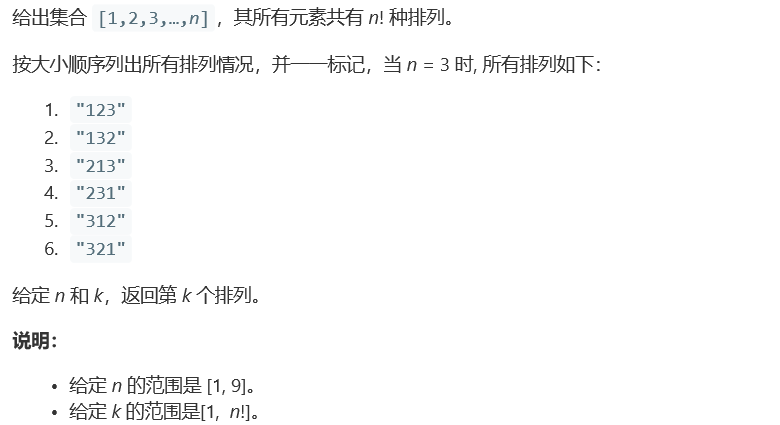 给出集合 [1,2,3,…,n]，其所有元素共有 n! 种排列。
按大小顺序列出所有排列情况，并一一标记，当 n = 3 时, 所有排列如下：
1. "123"
2. "132"
3. "213"
4. "231"
5. "312"
6. "321"
给定 n 和 k，返回第 k 个排列。
说明：
• 给定 n 的范围是 [1, 9]。
• 给定 k 的范围是[1, n!]。